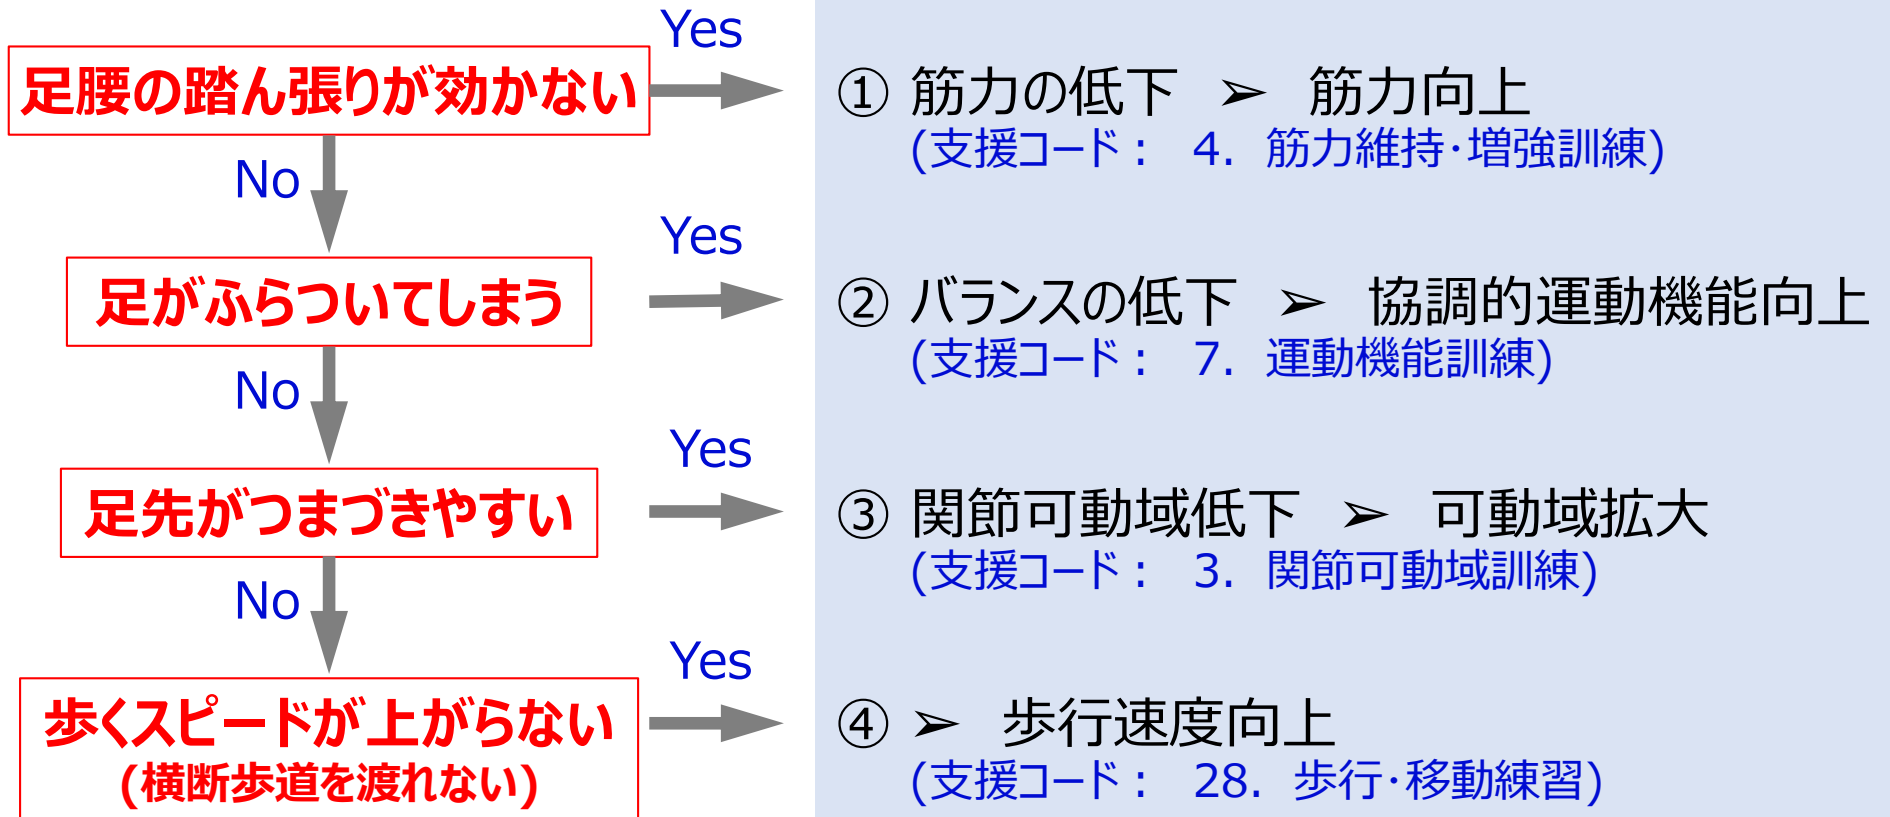 Yes
足腰の踏ん張りが効かない
① 筋力の低下 ➢ 筋力向上
(支援コード： 4. 筋力維持･増強訓練)
No
Yes
足がふらついてしまう
② バランスの低下 ➢ 協調的運動機能向上
(支援コード： 7. 運動機能訓練)
No
Yes
足先がつまづきやすい
③ 関節可動域低下 ➢ 可動域拡大
(支援コード： 3. 関節可動域訓練)
No
Yes
歩くスピードが上がらない
(横断歩道を渡れない)
④ ➢ 歩行速度向上
(支援コード： 28. 歩行･移動練習)